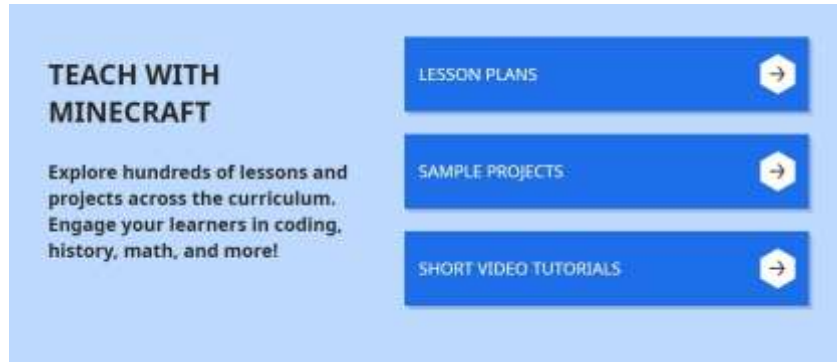 TEACH WITH
MINECRAFT
Explore hundreds of lessons and
projects across the curriculum.
Engage your learners in coding,
history, math, and more!
LESSON PLANS
SAMPLE PROJECTS
SHORT VIDEO TUTORIALS